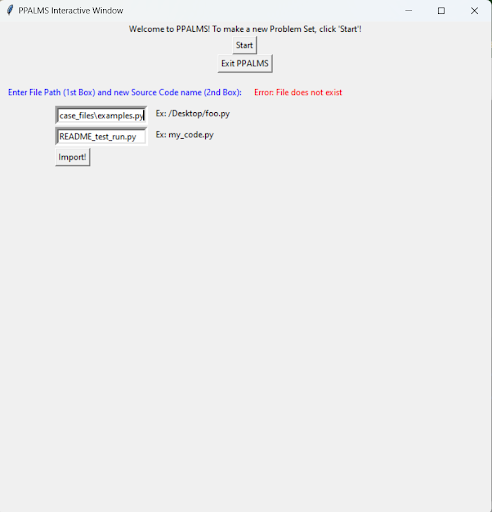 PPALMS Interactive Window
Welcome to PPALMS! To make a new Problem Set, click 'Start'!
Start
Exit PPALMS
Enter File Path (1st Box) and new Source Code name (2nd Box): Error: File does not exist
case_files\examples.py Ex: /Desktop/foo.py
README_test_run.py Ex: my_code.py
Import!